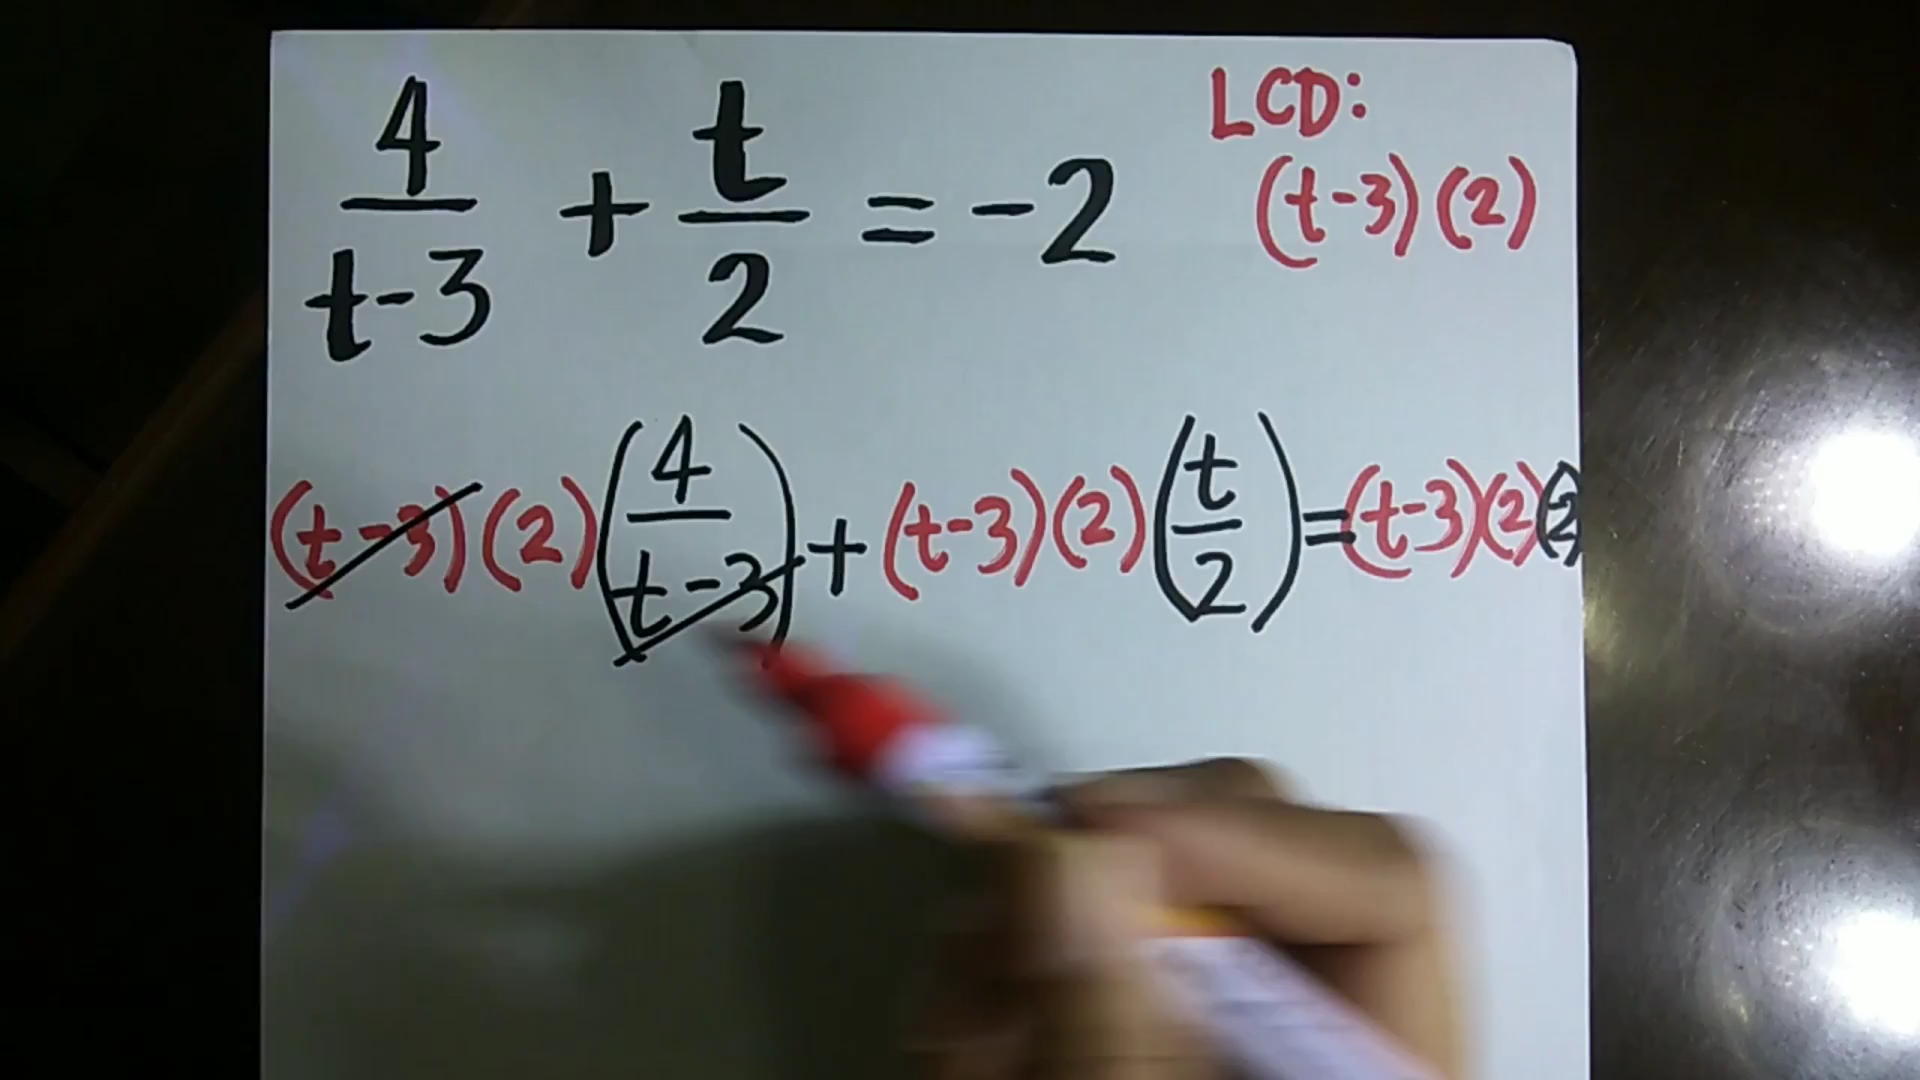 4/(t-3) + t/2 = -2
LCD:
(t-3)(2)
(t-3)(2)(4/(t-3)) + (t-3)(2)(t/2) = (t-3)(2)(2)